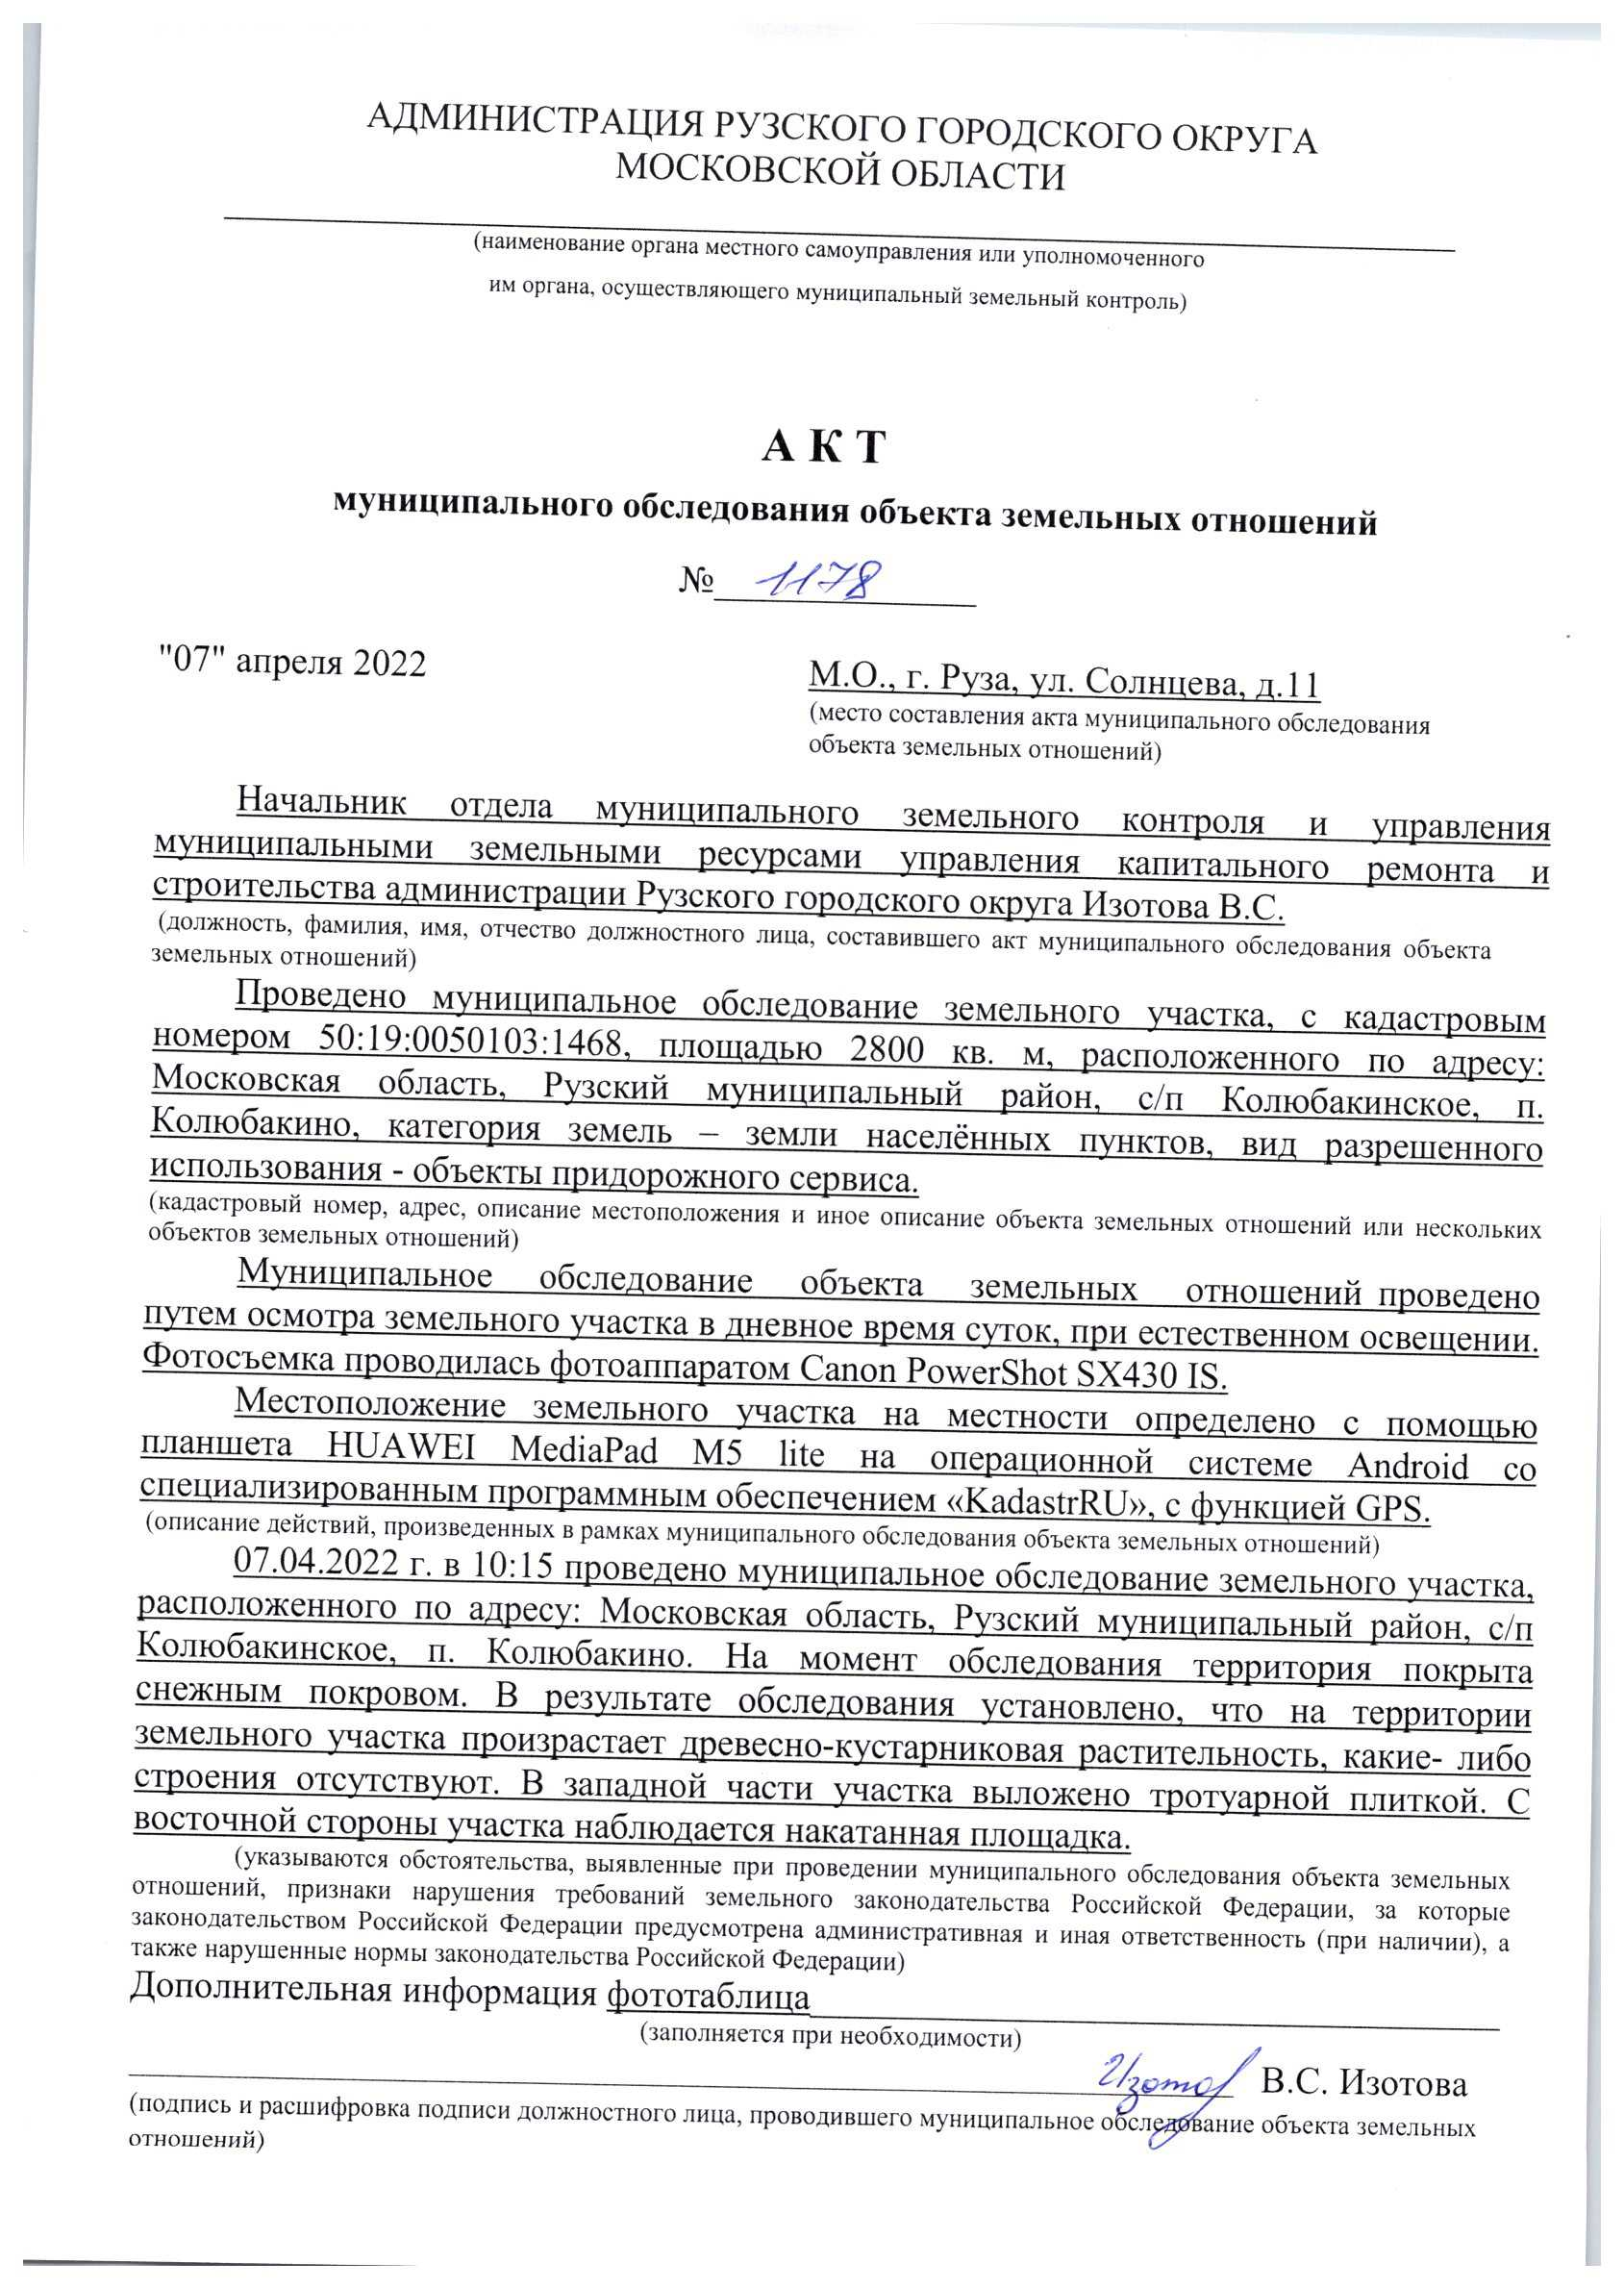 АДМИНИСТРАЦИЯ РУЗСКОГО ГОРОДСКОГО ОКРУГА
МОСКОВСКОЙ ОБЛАСТИ
(наименование органа местного самоуправления или уполномоченного
им органа, осуществляющего муниципальный земельный контроль)
А К Т
муниципального обследования объекта земельных отношений
№ 1178
"07" апреля 2022
М.О., г. Руза, ул. Солнцева, д.11
(место составления акта муниципального обследования
объекта земельных отношений)
Начальник отдела муниципального земельного контроля и управления
муниципальными земельными ресурсами управления капитального ремонта и
строительства администрации Рузского городского округа Изотова В.С.
(должность, фамилия, имя, отчество должностного лица, составившего акт муниципального обследования объекта
земельных отношений)
Проведено муниципальное обследование земельного участка, с кадастровым
номером 50:19:0050103:1468, площадью 2800 кв. м, расположенного по адресу:
Московская область, Рузский муниципальный район, с/п Колюбакинское, п.
Колюбакино, категория земель – земли населённых пунктов, вид разрешенного
использования - объекты придорожного сервиса.
(кадастровый номер, адрес, описание местоположения и иное описание объекта земельных отношений или нескольких
объектов земельных отношений)
Муниципальное обследование объекта земельных отношений проведено
путем осмотра земельного участка в дневное время суток, при естественном освещении.
Фотосъемка проводилась фотоаппаратом Canon PowerShot SX430 IS.
Местоположение земельного участка на местности определено с помощью
планшета HUAWEI MediaPad M5 lite на операционной системе Android со
специализированным программным обеспечением «KadastrRU», с функцией GPS.
(описание действий, произведенных в рамках муниципального обследования объекта земельных отношений)
07.04.2022 г. в 10:15 проведено муниципальное обследование земельного участка,
расположенного по адресу: Московская область, Рузский муниципальный район, с/п
Колюбакинское, п. Колюбакино. На момент обследования территория покрыта
снежным покровом. В результате обследования установлено, что на территории
земельного участка произрастает древесно-кустарниковая растительность, какие- либо
строения отсутствуют. В западной части участка выложено тротуарной плиткой. С
восточной стороны участка наблюдается накатанная площадка.
(указываются обстоятельства, выявленные при проведении муниципального обследования объекта земельных
отношений, признаки нарушения требований земельного законодательства Российской Федерации, за которые
законодательством Российской Федерации предусмотрена административная и иная ответственность (при наличии), а
также нарушенные нормы законодательства Российской Федерации)
Дополнительная информация фототаблица
(заполняется при необходимости)
Изотов В.С. Изотова
(подпись и расшифровка подписи должностного лица, проводившего муниципальное обследование объекта земельных
отношений)